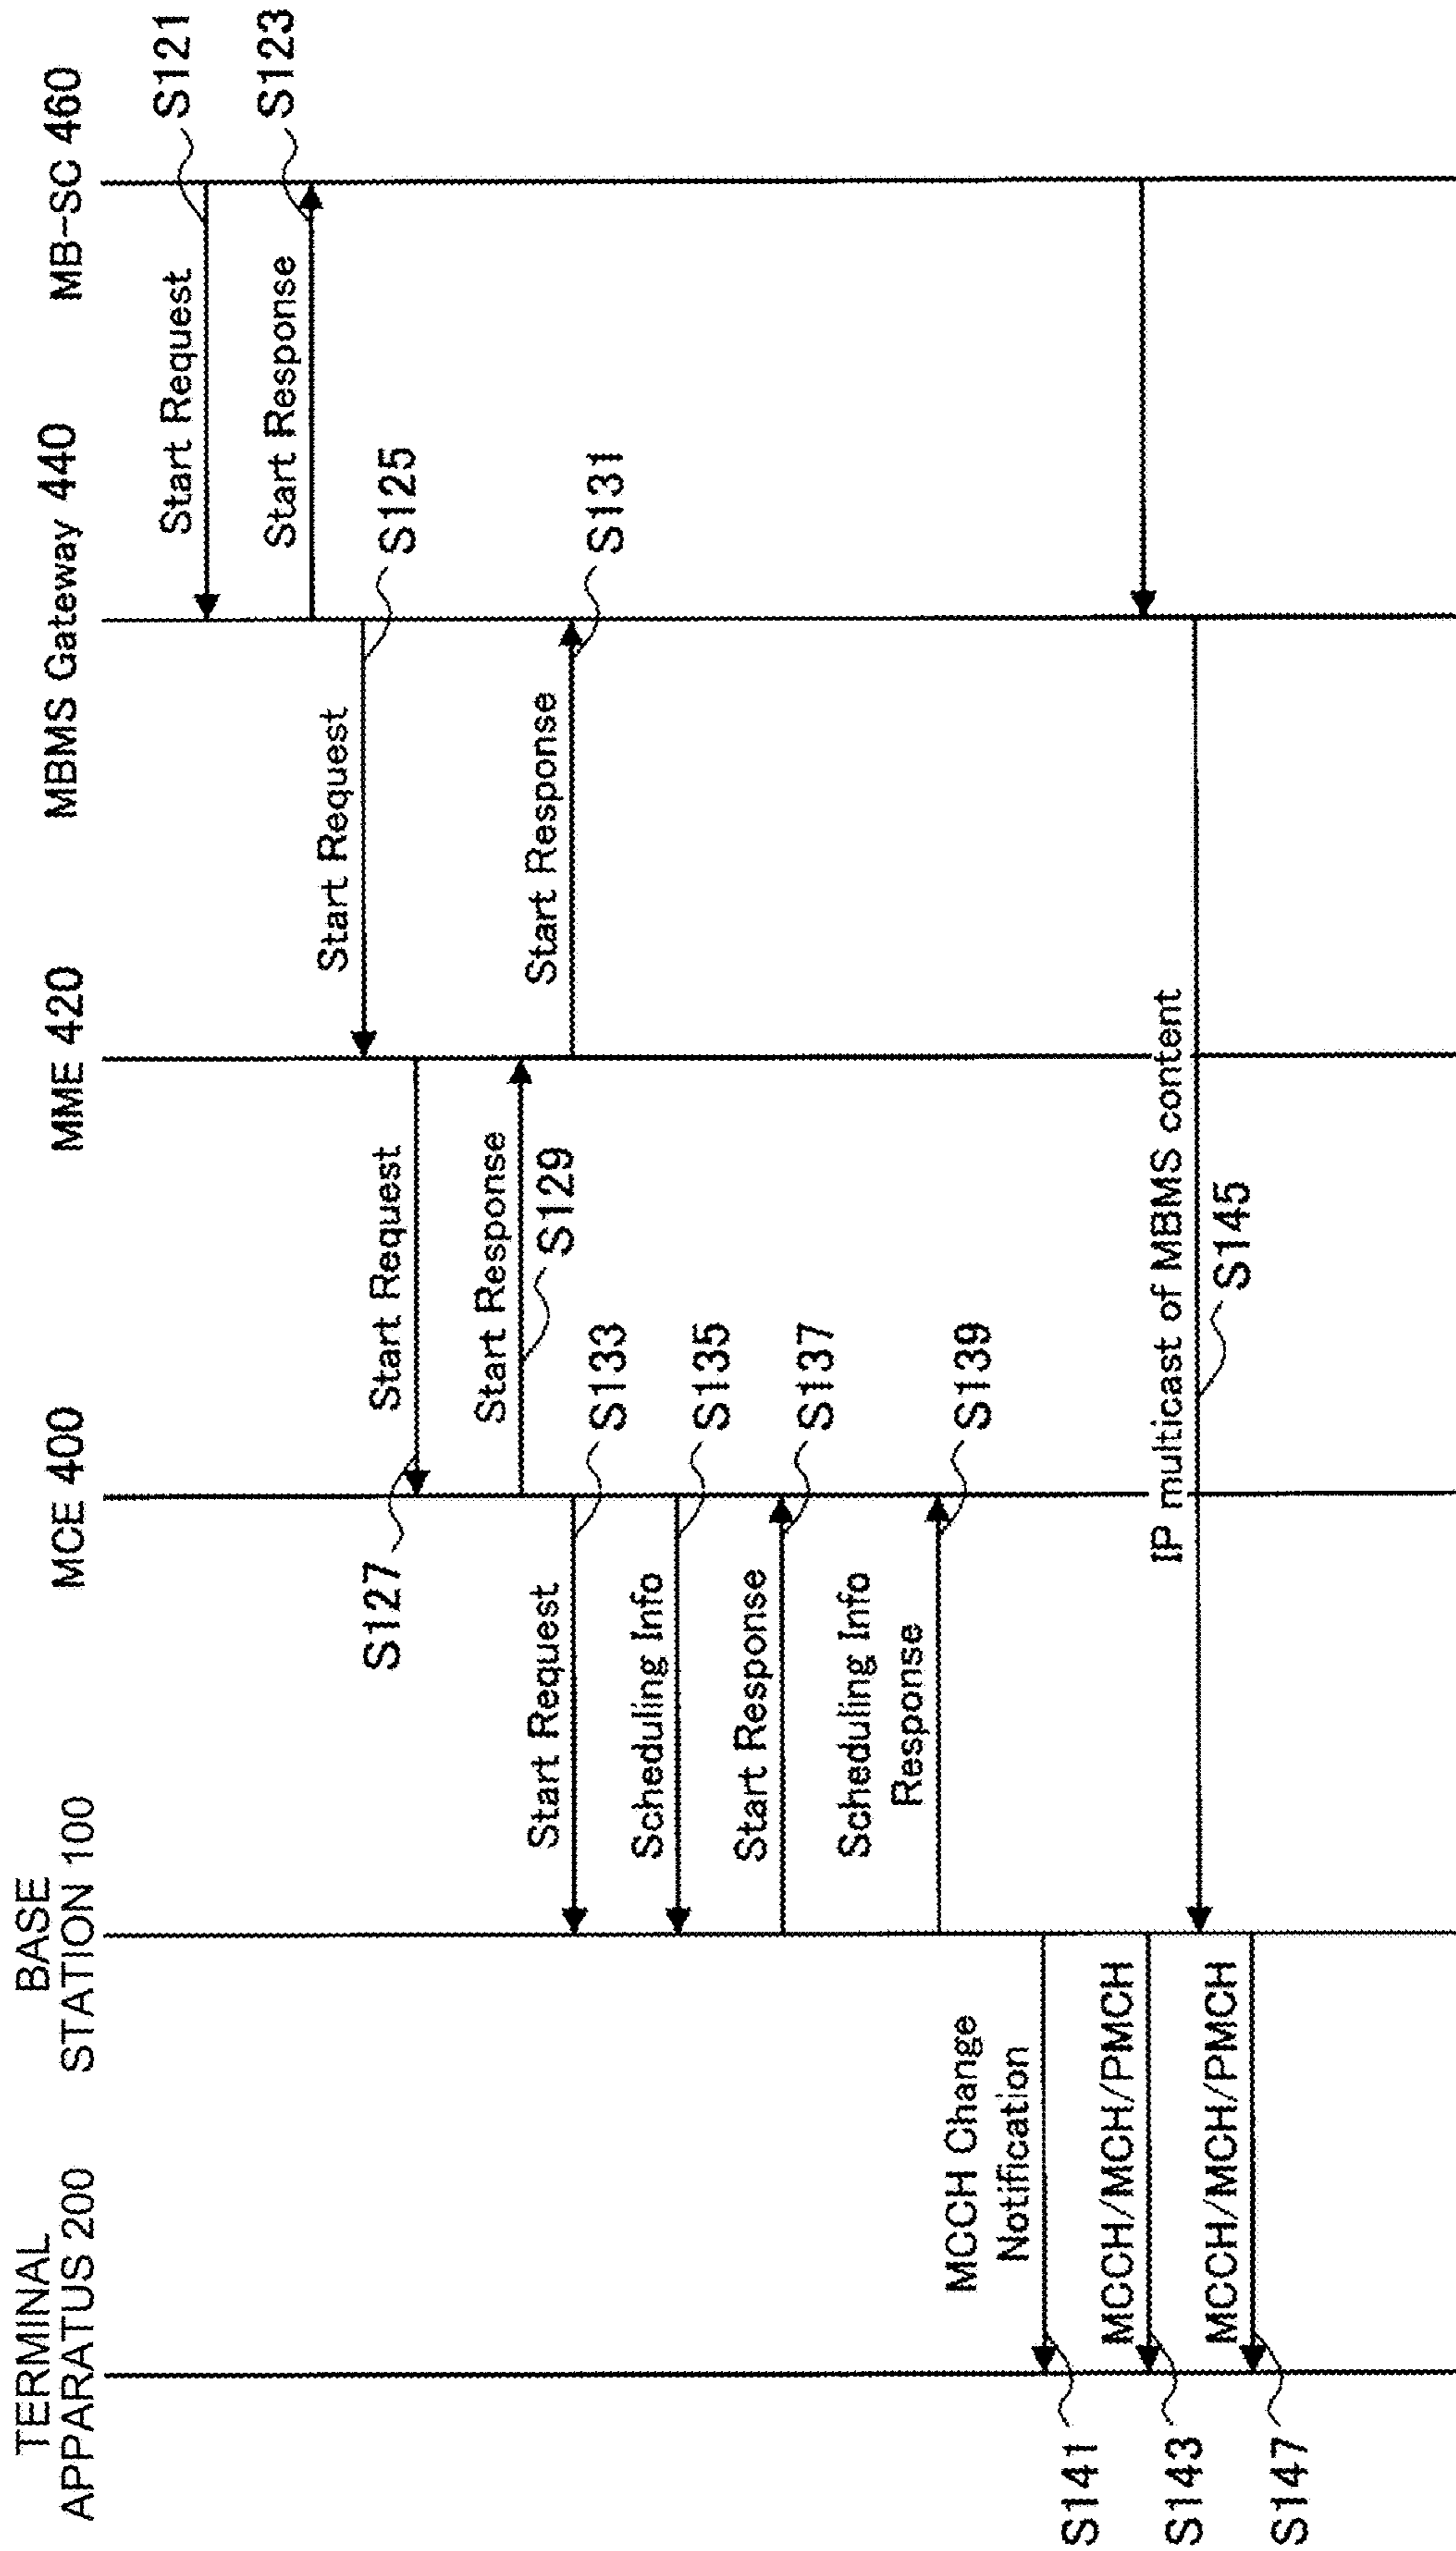 TERMINAL
APPARATUS 200
BASE
STATION 100
MCE 400
MME 420
MBMS Gateway 440
MB-SC 460
Start Request
S121
Start Response
S123
Start Request
S125
Start Request
S127
Start Response
S129
Start Response
S131
Start Request
S133
Scheduling Info
S135
Start Response
S137
Scheduling Info
Response
S139
MCCH Change
Notification
S141
MCCH/MCH/PMCH
S143
IP multicast of MBMS content
S145
MCCH/MCH/PMCH
S147